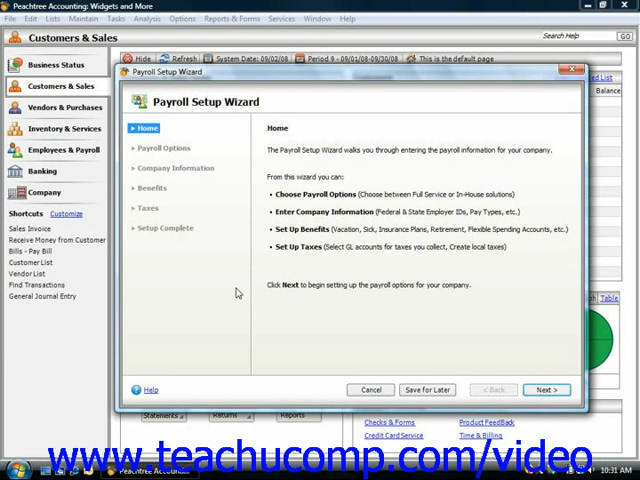 Peachtree Accounting: Widgets and More
File Edit Lists Maintain Tasks Analysis Options Reports & Forms Services Window Help
Customers & Sales
Search Help
GO
Hide Refresh System Date: 09/02/08 Period 9 - 09/01/08-09/30/08 This is the default page
Business Status
Customers & Sales
Vendors & Purchases
Inventory & Services
Employees & Payroll
Banking
Company
Shortcuts Customize
Sales Invoice
Receive Money from Customer
Bills - Pay Bill
Customer List
Vendor List
Find Transactions
General Journal Entry
Balance
Table
Payroll Setup Wizard
Payroll Setup Wizard
Home
Payroll Options
Company Information
Benefits
Taxes
Setup Complete
Home
The Payroll Setup Wizard walks you through entering the payroll information for your company.
From this wizard you can:
• Choose Payroll Options (Choose between Full Service or In-House solutions)
• Enter Company Information (Federal & State Employer IDs, Pay Types, etc.)
• Set Up Benefits (Vacation, Sick, Insurance Plans, Retirement, Flexible Spending Accounts, etc.)
• Set Up Taxes (Select GL accounts for taxes you collect, Create local taxes)
Click Next to begin setting up the payroll options for your company.
Help
Cancel Save for Later < Back Next >
Statements Returns Reports
Checks & Forms Product Feedback
Credit Card Service Time & Billing
www.teachucomp.com/video
Peachtree Accounti...
10:31 AM